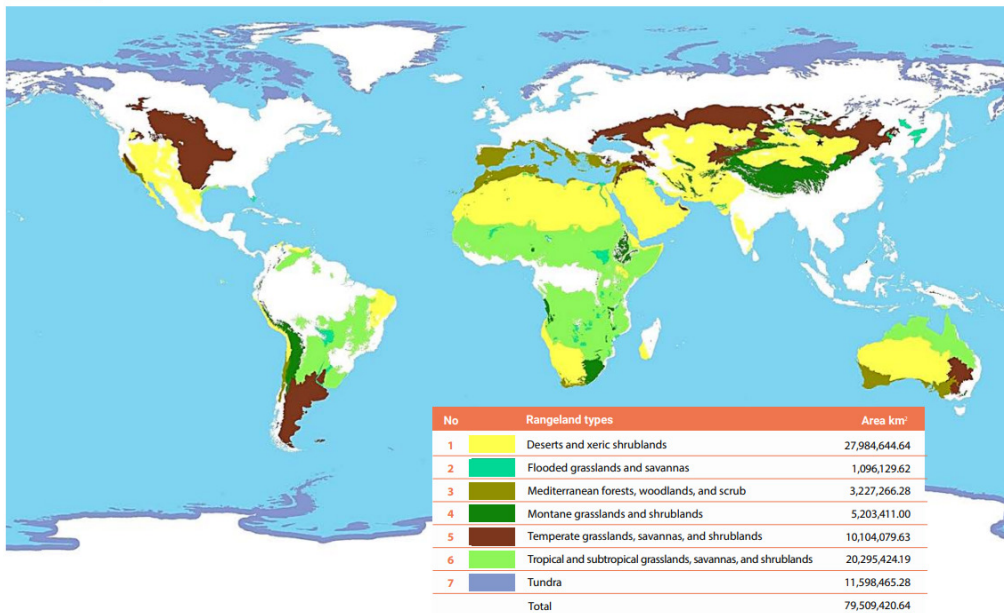 No Rangeland types Area km²
1 Deserts and xeric shrublands 27,984,644.64
2 Flooded grasslands and savannas 1,096,129.62
3 Mediterranean forests, woodlands, and scrub 3,227,266.28
4 Montane grasslands and shrublands 5,203,411.00
5 Temperate grasslands, savannas, and shrublands 10,104,079.63
6 Tropical and subtropical grasslands, savannas, and shrublands 20,295,424.19
7 Tundra 11,598,465.28
Total 79,509,420.64